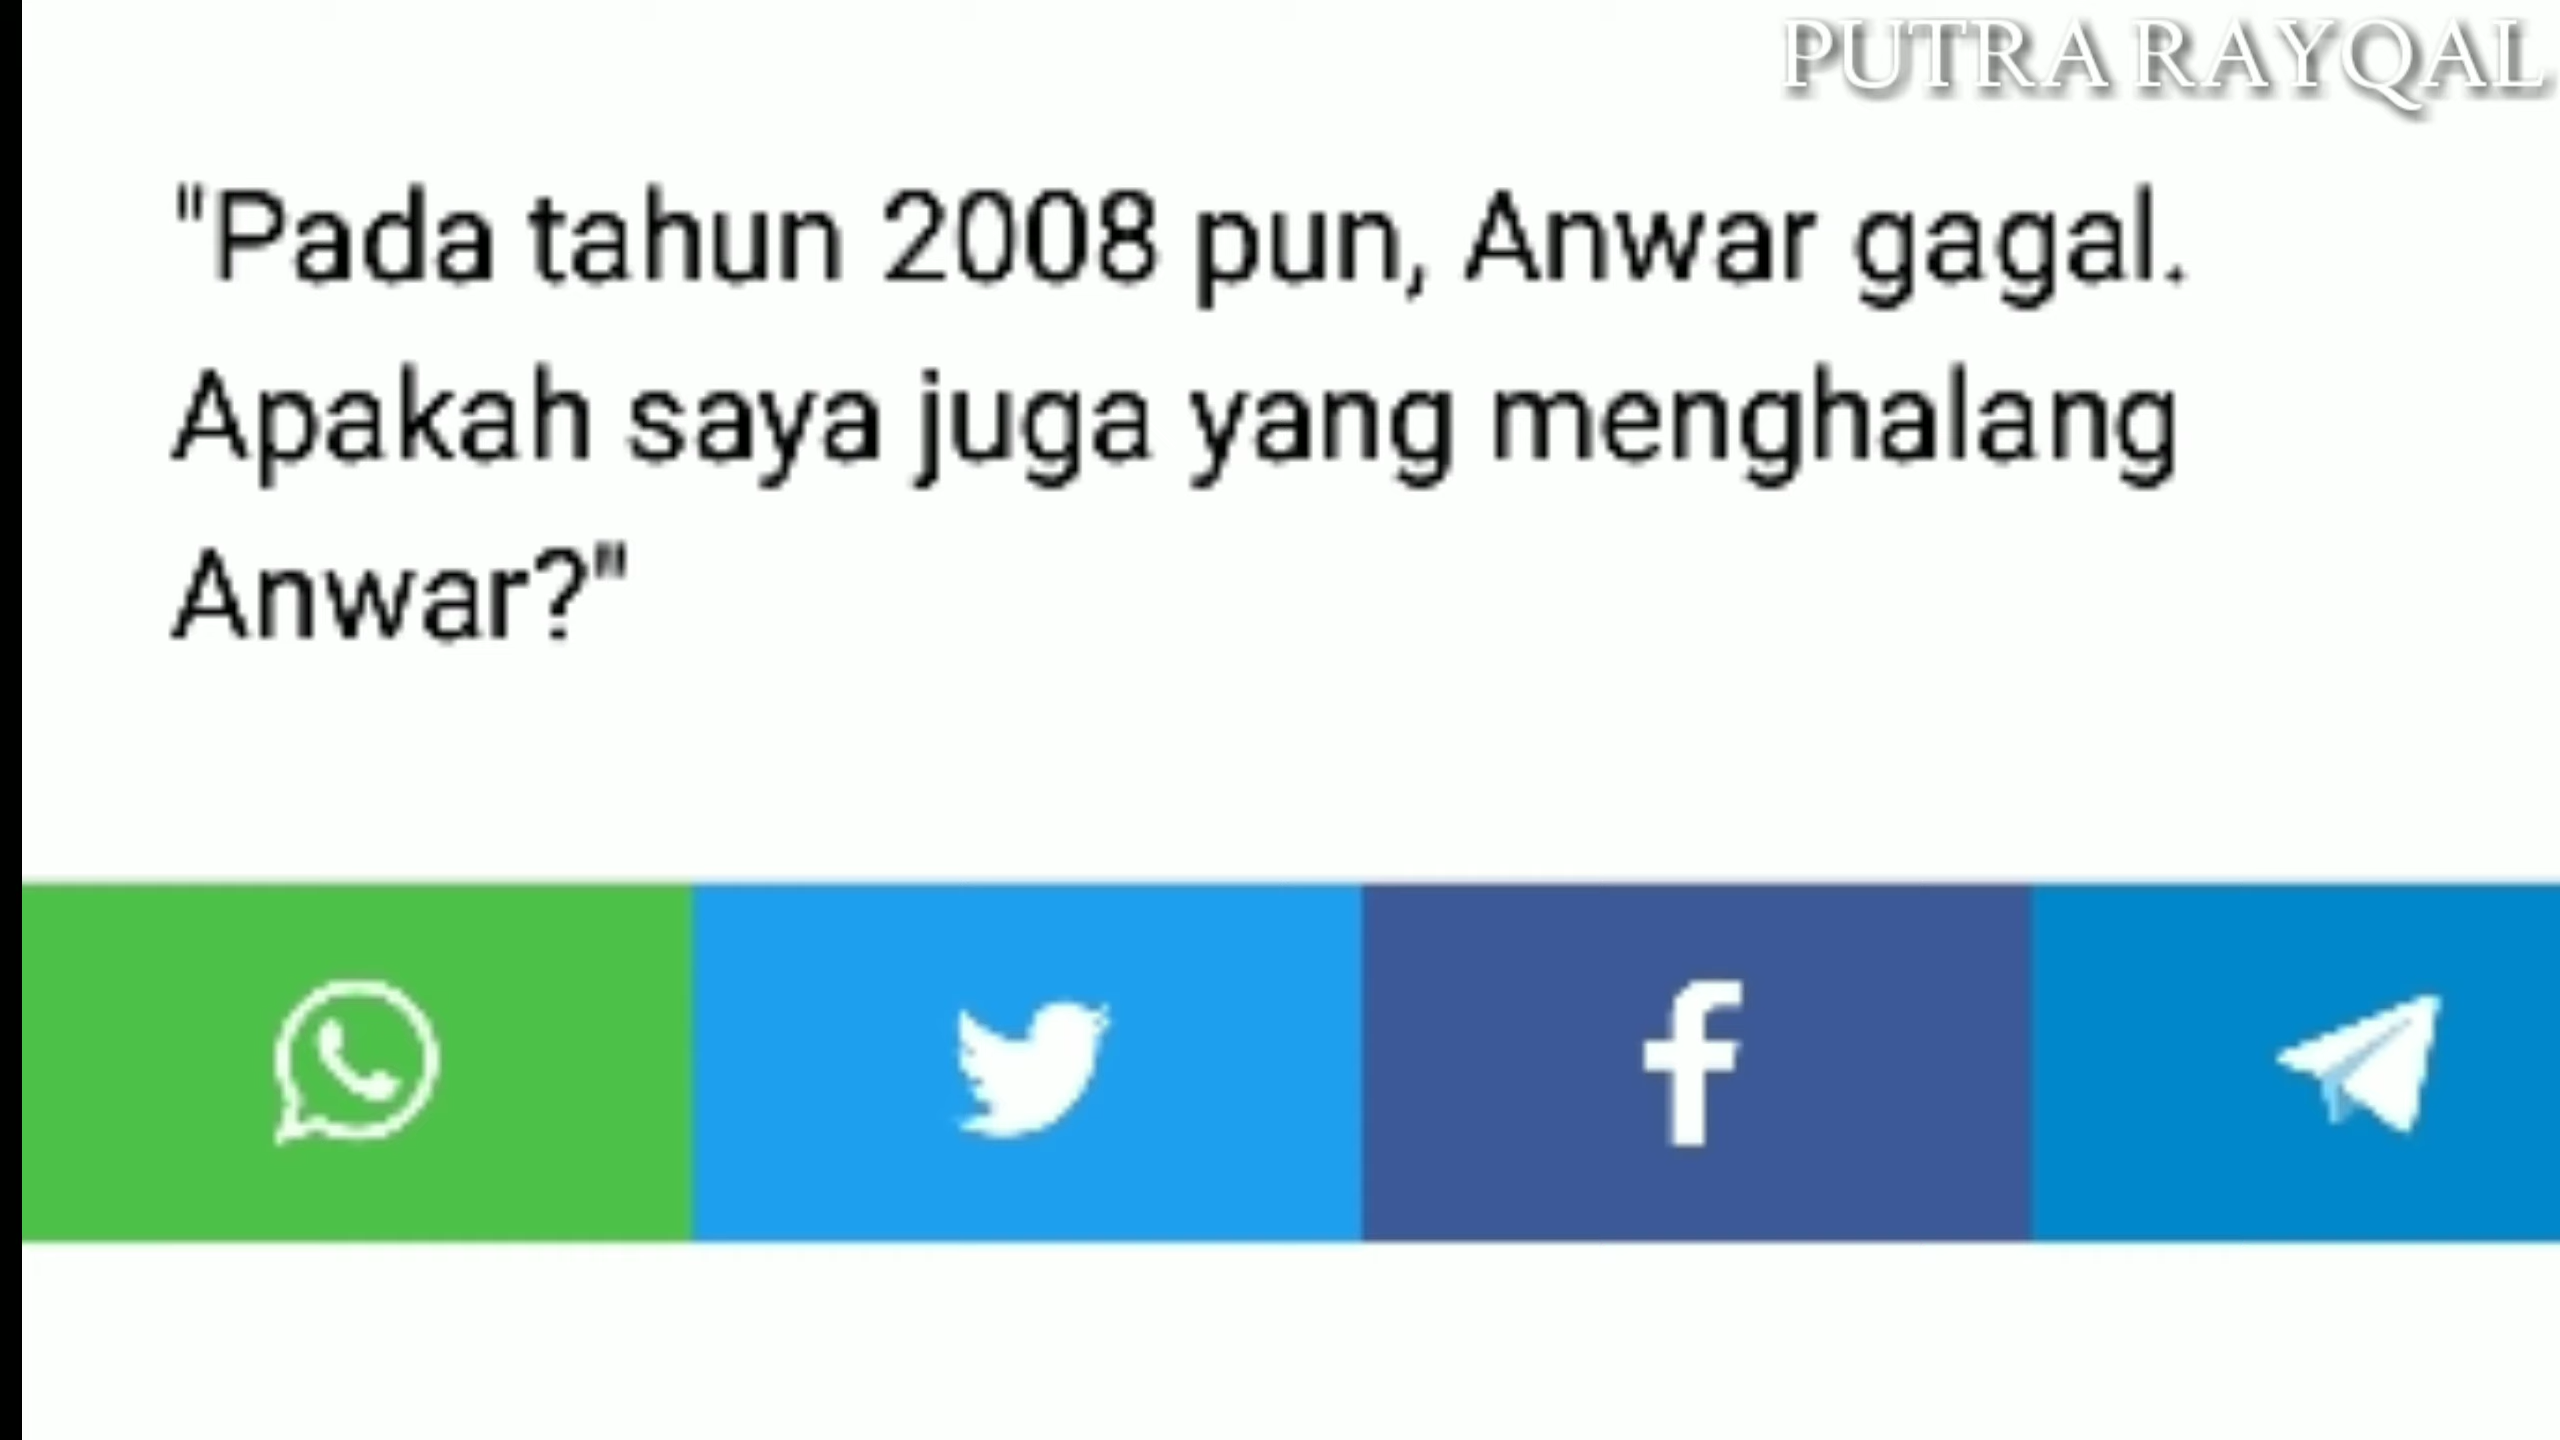 PUTRA RAYQAL
"Pada tahun 2008 pun, Anwar gagal.
Apakah saya juga yang menghalang
Anwar?"